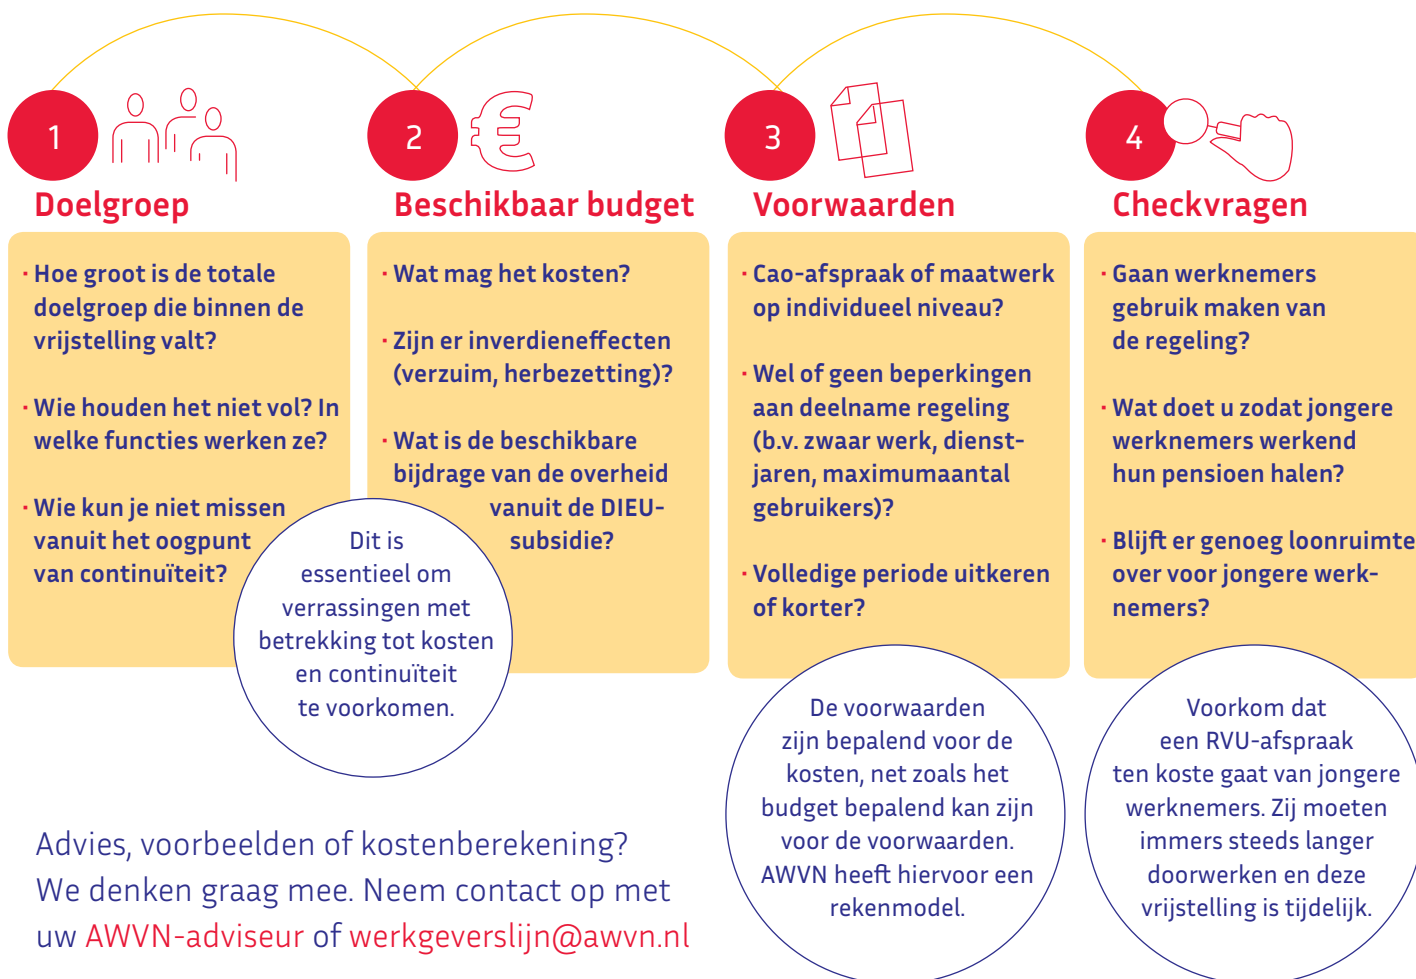 1
Doelgroep
· Hoe groot is de totale
doelgroep die binnen de
vrijstelling valt?
· Wie houden het niet vol? In
welke functies werken ze?
· Wie kun je niet missen
vanuit het oogpunt
van continuïteit?
2
€
Beschikbaar budget
· Wat mag het kosten?
· Zijn er inverdieneffecten
(verzuim, herbezetting)?
· Wat is de beschikbare
bijdrage van de overheid
vanuit de DIEU-
subsidie?
Dit is
essentieel om
verrassingen met
betrekking tot kosten
en continuïteit
te voorkomen.
3
Voorwaarden
· Cao-afspraak of maatwerk
op individueel niveau?
· Wel of geen beperkingen
aan deelname regeling
(b.v. zwaar werk, dienst-
jaren, maximumaantal
gebruikers)?
· Volledige periode uitkeren
of korter?
De voorwaarden
zijn bepalend voor de
kosten, net zoals het
budget bepalend kan zijn
voor de voorwaarden.
AWVN heeft hiervoor een
rekenmodel.
4
Checkvragen
· Gaan werknemers
gebruik maken van
de regeling?
· Wat doet u zodat jongere
werknemers werkend
hun pensioen halen?
· Blijft er genoeg loonruimte
over voor jongere werk-
nemers?
Voorkom dat
een RVU-afspraak
ten koste gaat van jongere
werknemers. Zij moeten
immers steeds langer
doorwerken en deze
vrijstelling is tijdelijk.
Advies, voorbeelden of kostenberekening?
We denken graag mee. Neem contact op met
uw AWVN-adviseur of werkgeverslijn@awvn.nl